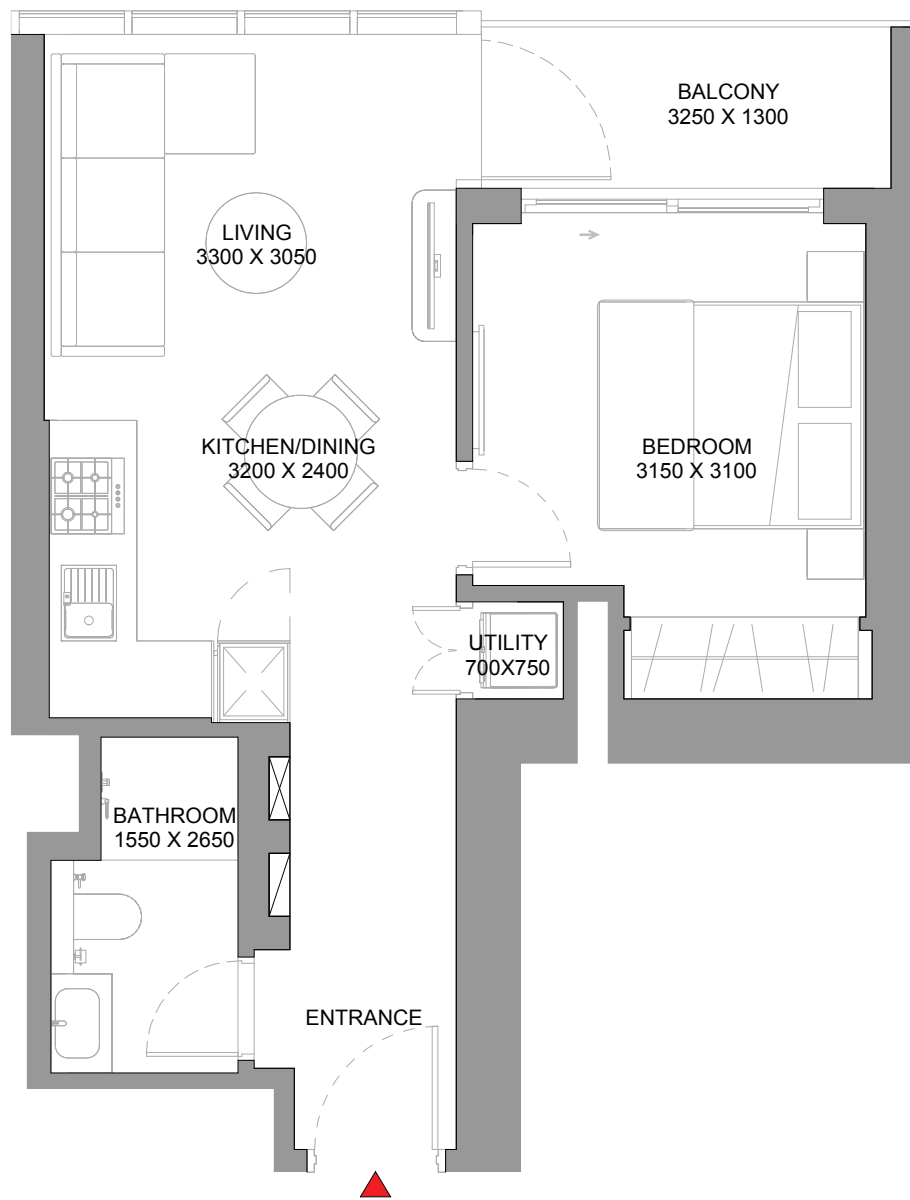 BALCONY
3250 X 1300
LIVING
3300 X 3050
KITCHEN/DINING
3200 X 2400
BEDROOM
3150 X 3100
UTILITY
700X750
BATHROOM
1550 X 2650
ENTRANCE